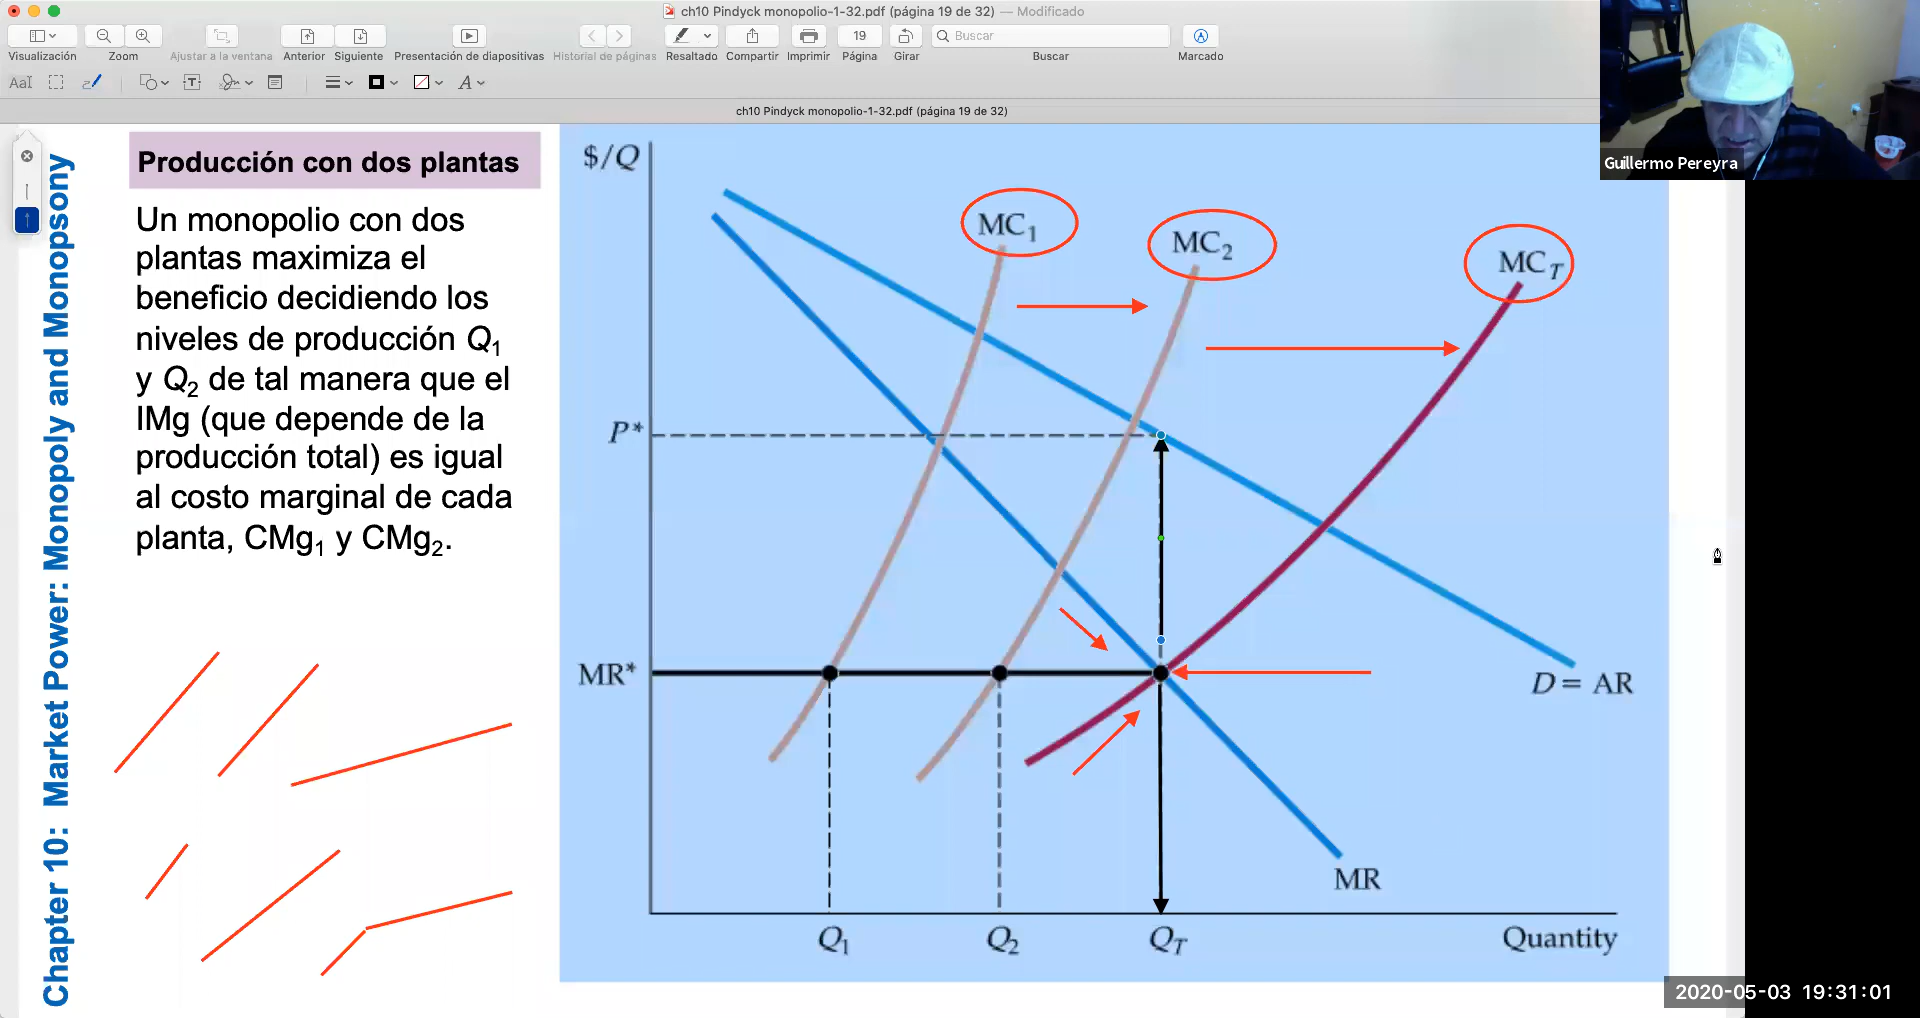 ch10 Pindyck monopolio-1-32.pdf (página 19 de 32) — Modificado
19
Buscar
Visualización
Zoom
Ajustar a la ventana
Anterior
Siguiente
Presentación de diapositivas
Historial de páginas
Resaltado
Compartir
Imprimir
Página
Girar
Buscar
Marcado
ch10 Pindyck monopolio-1-32.pdf (página 19 de 32)
Guillermo Pereyra
Chapter 10: Market Power: Monopoly and Monopsony
Producción con dos plantas
Un monopolio con dos
plantas maximiza el
beneficio decidiendo los
niveles de producción Q1
y Q2 de tal manera que el
IMg (que depende de la
producción total) es igual
al costo marginal de cada
planta, CMg1 y CMg2.
$/Q
MC1
MC2
MCT
P*
MR*
D = AR
MR
Q1
Q2
QT
Quantity
2020-05-03 19:31:01